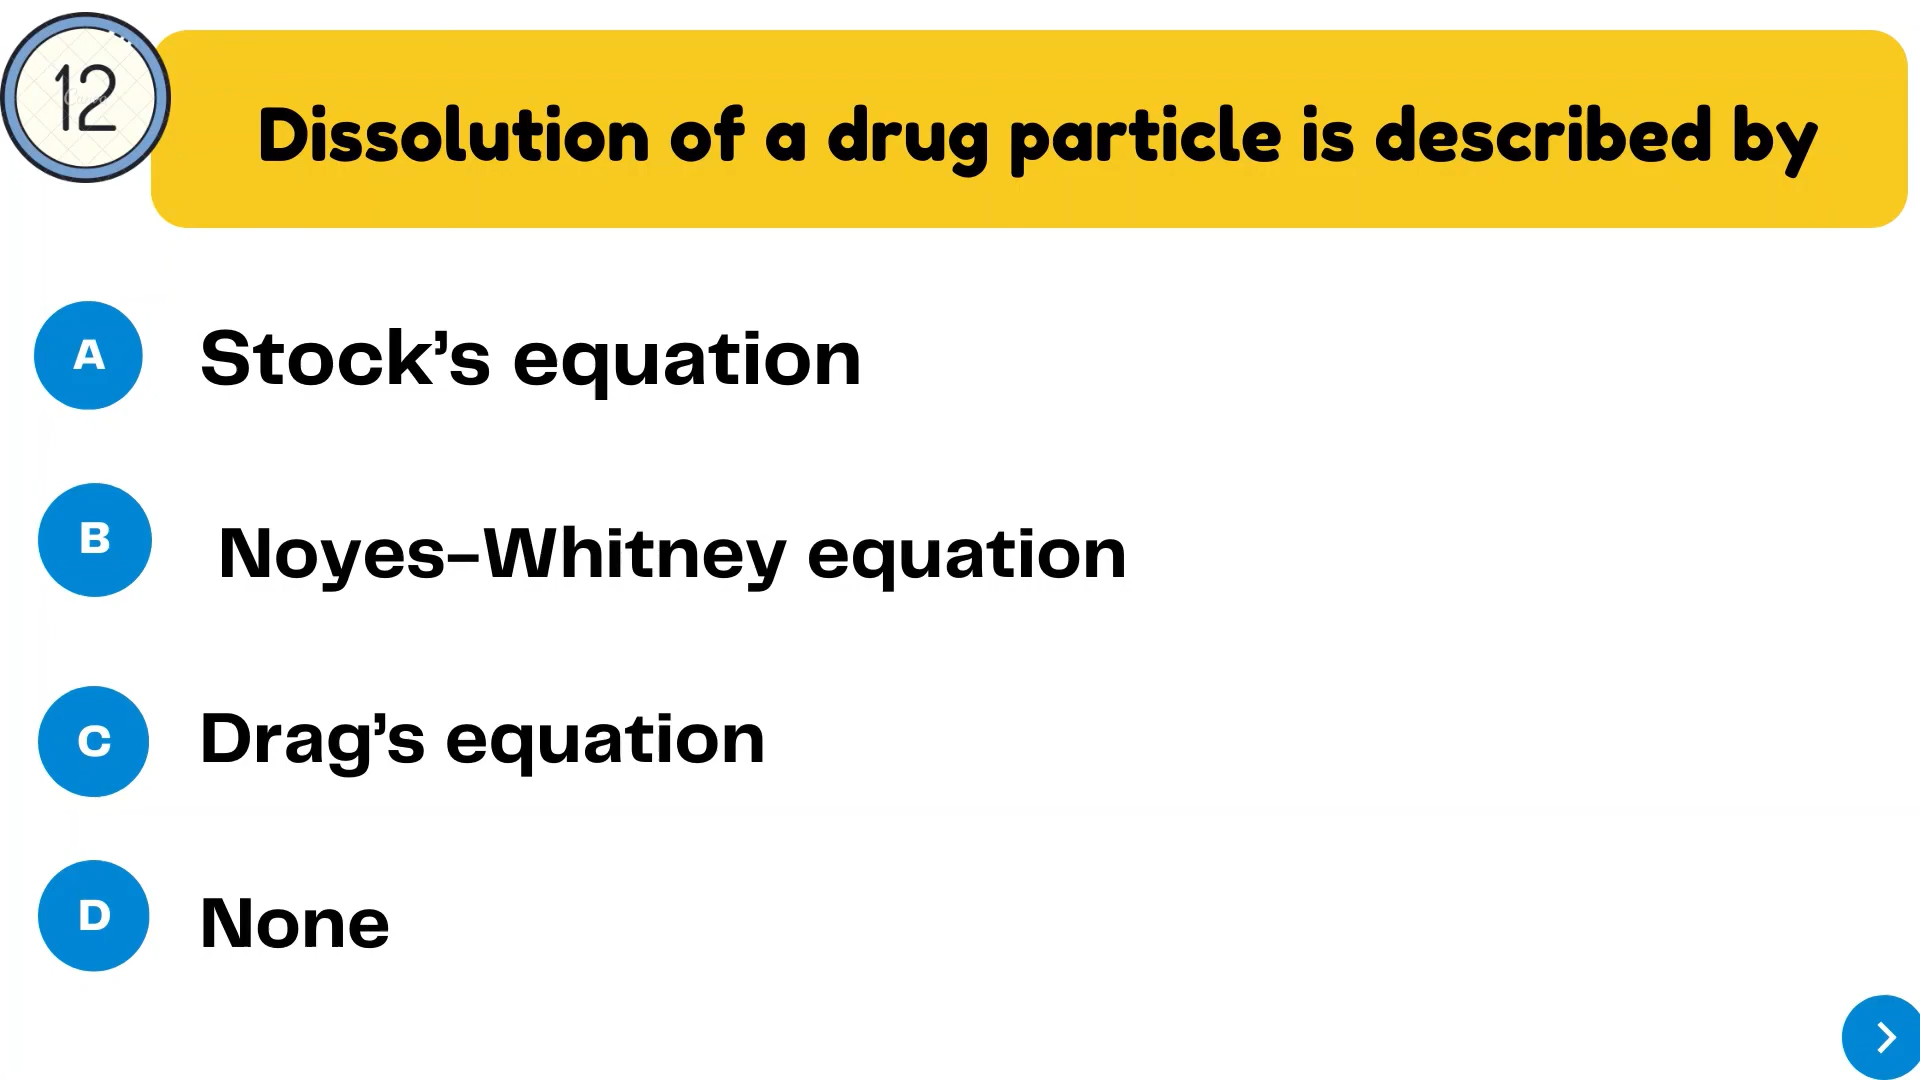 12
Dissolution of a drug particle is described by
A
Stock’s equation
B
Noyes-Whitney equation
C
Drag’s equation
D
None